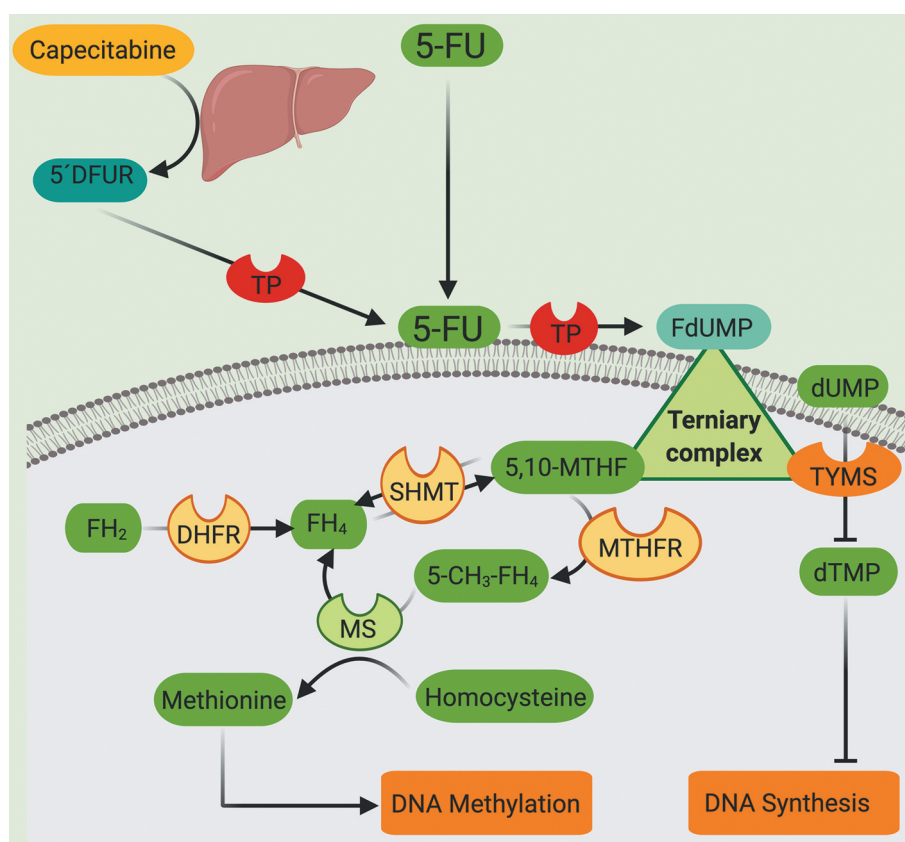 Capecitabine
5-FU
5´DFUR
TP
5-FU
TP
FdUMP
dUMP
Terniary
complex
TYMS
5,10-MTHF
SHMT
FH₂
DHFR
FH₄
MTHFR
5-CH₃-FH₄
dTMP
MS
Methionine
Homocysteine
DNA Methylation
DNA Synthesis